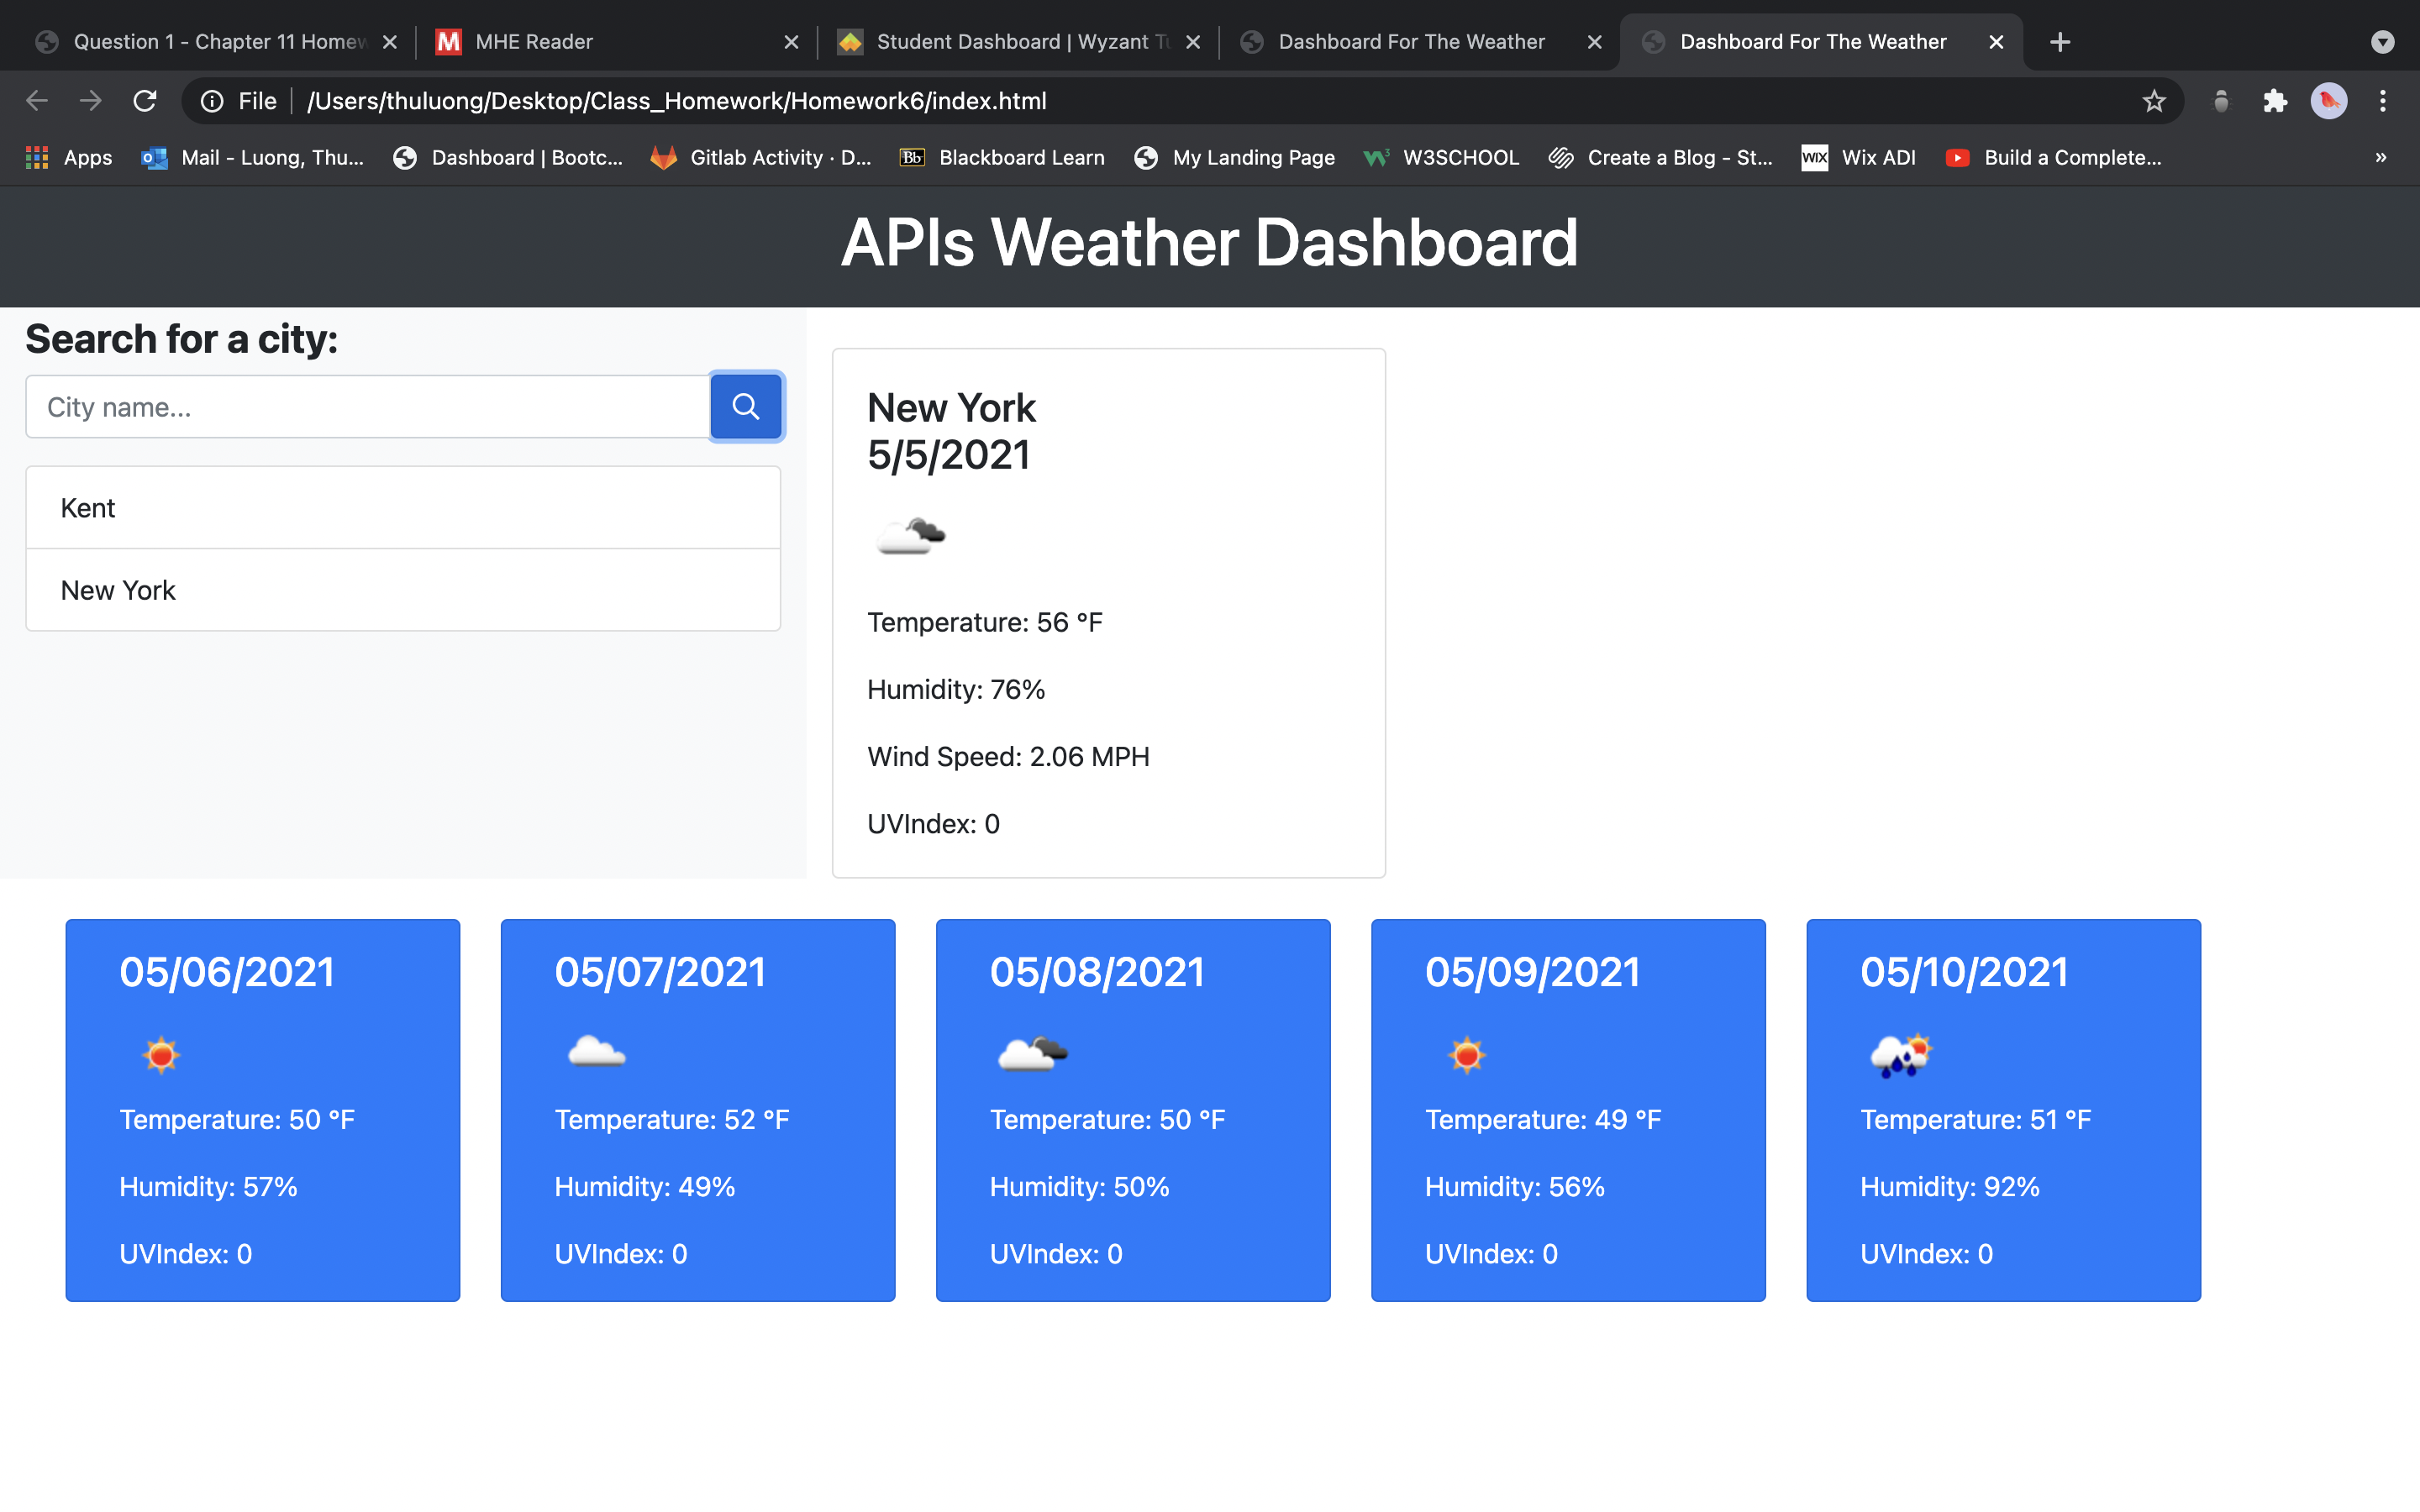 Question 1 - Chapter 11 Homew
MHE Reader
Student Dashboard | Wyzant Tu
Dashboard For The Weather
Dashboard For The Weather
File /Users/thuluong/Desktop/Class_Homework/Homework6/index.html
Apps
Mail - Luong, Thu...
Dashboard | Bootc...
Gitlab Activity · D...
Bb
Blackboard Learn
My Landing Page
W3SCHOOL
Create a Blog - St...
WIX
Wix ADI
Build a Complete...
»
APIs Weather Dashboard
Search for a city:
City name...
Kent
New York
New York
5/5/2021
Temperature: 56 °F
Humidity: 76%
Wind Speed: 2.06 MPH
UVIndex: 0
05/06/2021
Temperature: 50 °F
Humidity: 57%
UVIndex: 0
05/07/2021
Temperature: 52 °F
Humidity: 49%
UVIndex: 0
05/08/2021
Temperature: 50 °F
Humidity: 50%
UVIndex: 0
05/09/2021
Temperature: 49 °F
Humidity: 56%
UVIndex: 0
05/10/2021
Temperature: 51 °F
Humidity: 92%
UVIndex: 0